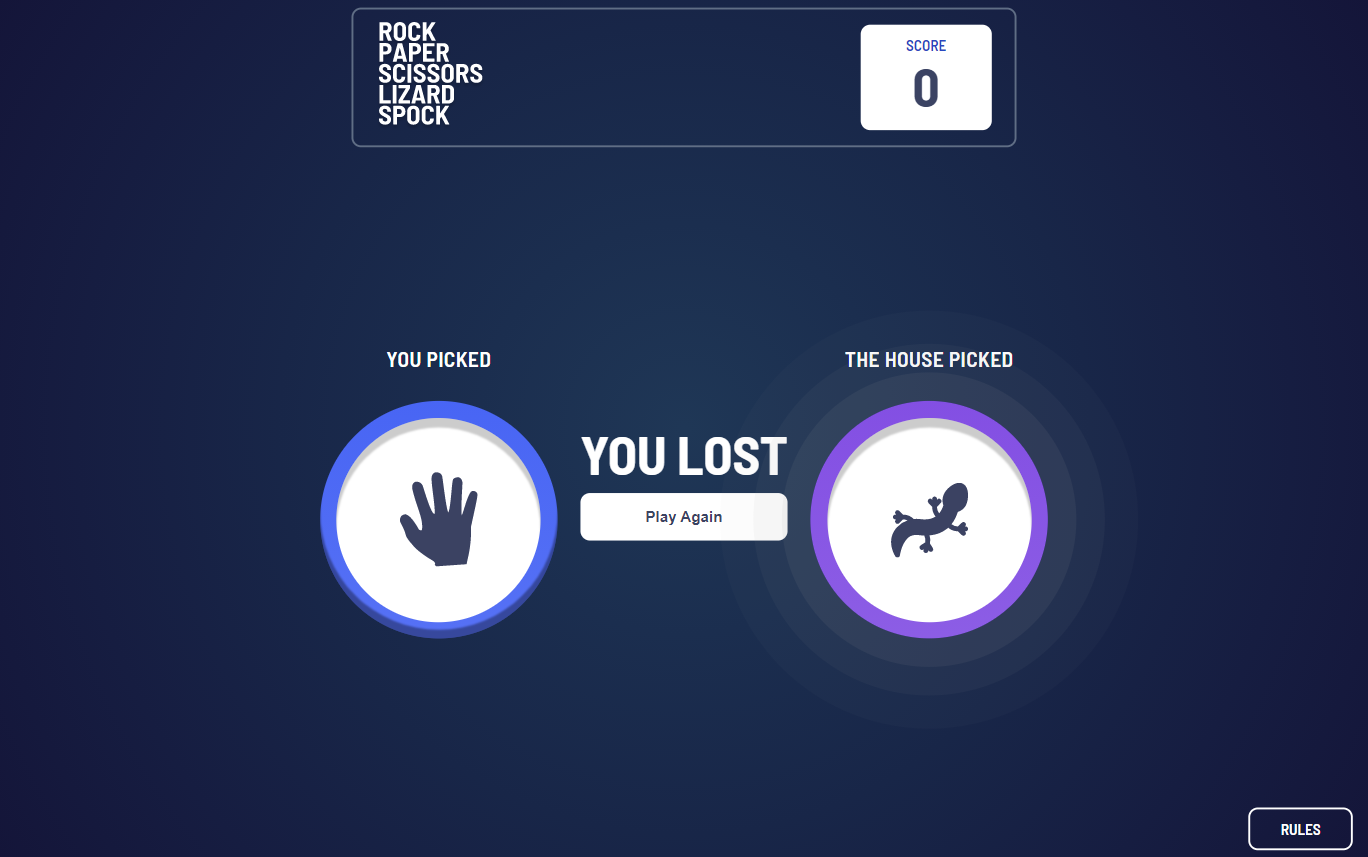 ROCK
PAPER
SCISSORS
LIZARD
SPOCK
SCORE
0
YOU PICKED
THE HOUSE PICKED
YOU LOST
Play Again
RULES